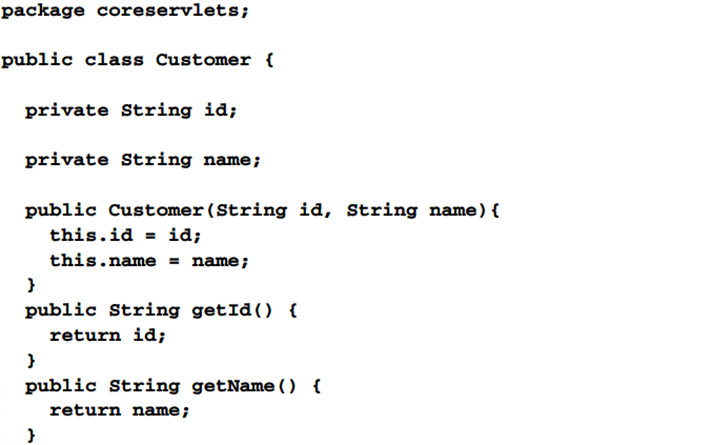 package coreservlets;
public class Customer {
private String id;
private String name;
public Customer(String id, String name){
this.id = id;
this.name = name;
}
public String getId() {
return id;
}
public String getName() {
return name;
}